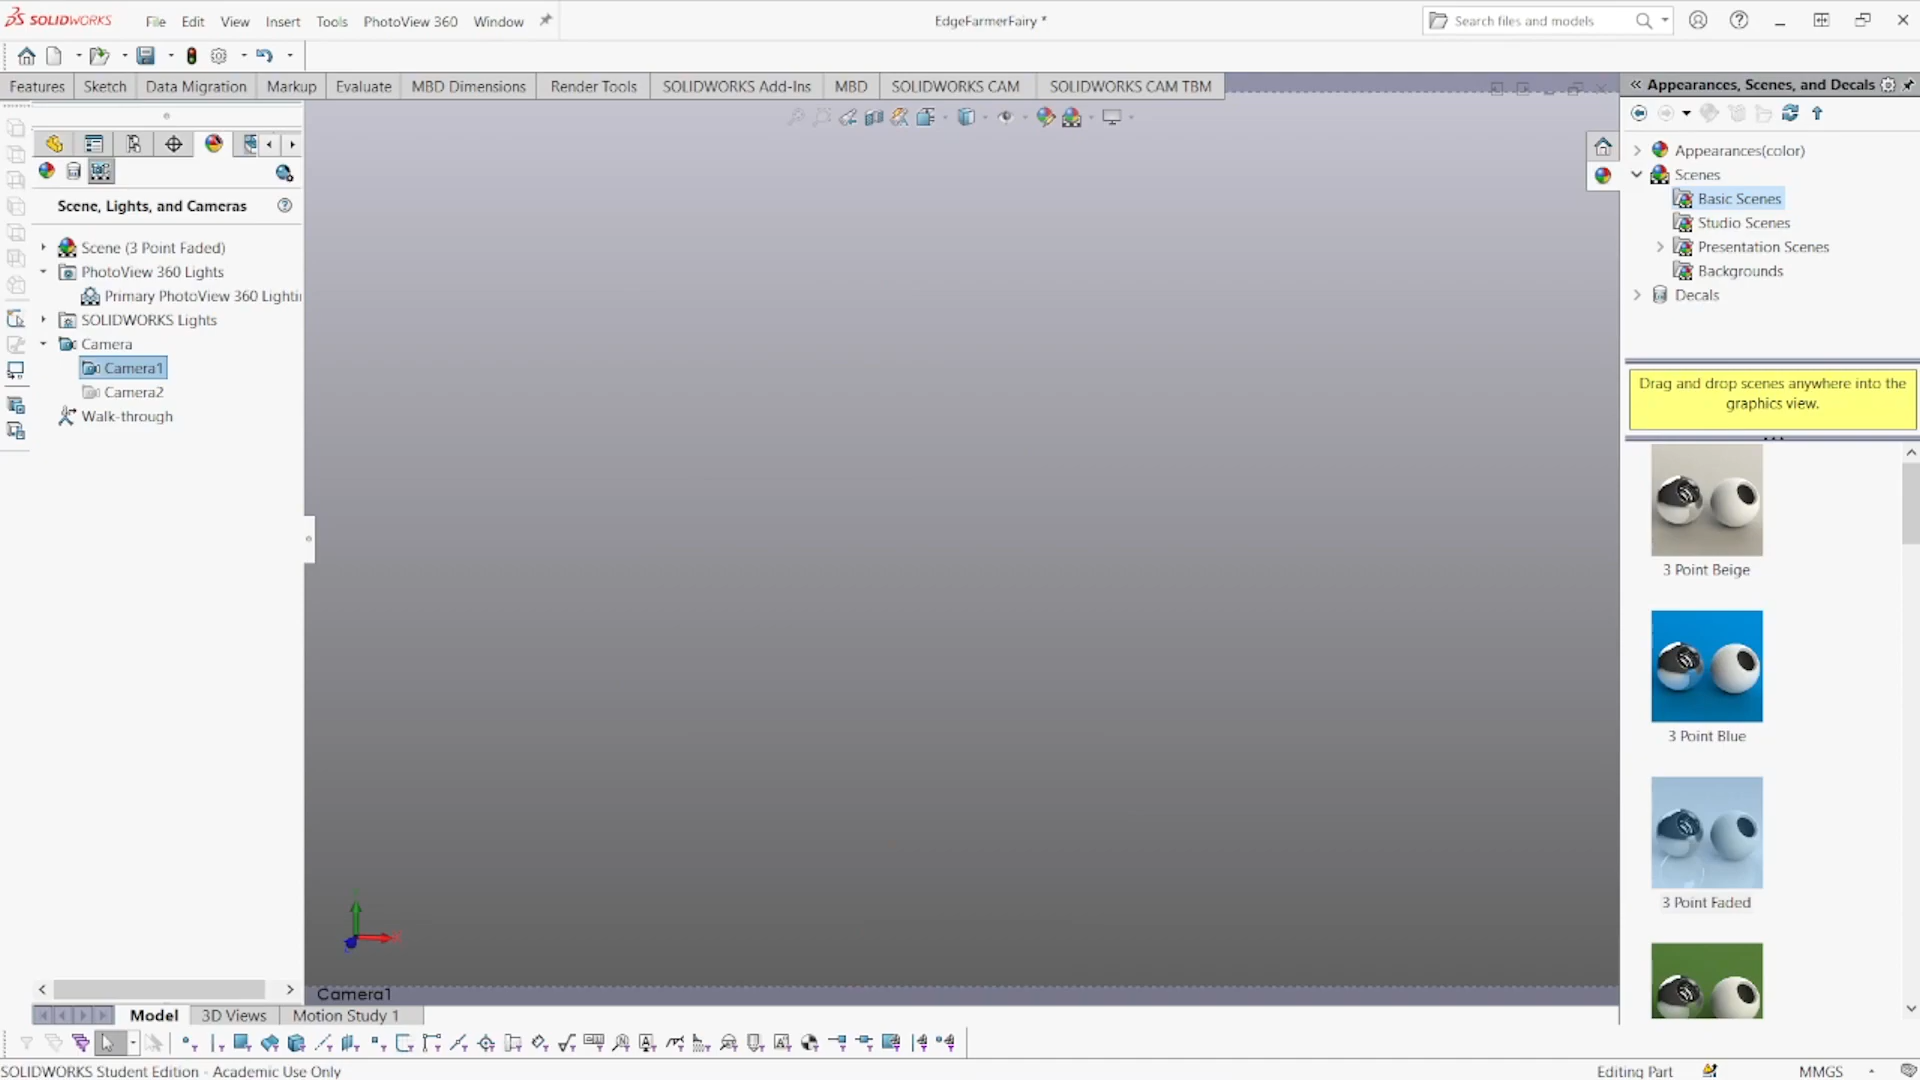 SOLIDWORKS File Edit View Insert Tools PhotoView 360 Window EdgeFarmerFairy * Search files and models
Features Sketch Data Migration Markup Evaluate MBD Dimensions Render Tools SOLIDWORKS Add-Ins MBD SOLIDWORKS CAM SOLIDWORKS CAM TBM
Appearances, Scenes, and Decals
Appearances(color)
Scenes
Basic Scenes
Studio Scenes
Presentation Scenes
Backgrounds
Decals
Scene, Lights, and Cameras
Scene (3 Point Faded)
PhotoView 360 Lights
Primary PhotoView 360 Lighti
SOLIDWORKS Lights
Camera
Camera1
Camera2
Walk-through
Drag and drop scenes anywhere into the
graphics view.
3 Point Beige
3 Point Blue
3 Point Faded
X
Camera1
Model 3D Views Motion Study 1
SOLIDWORKS Student Edition - Academic Use Only
Editing Part MMGS